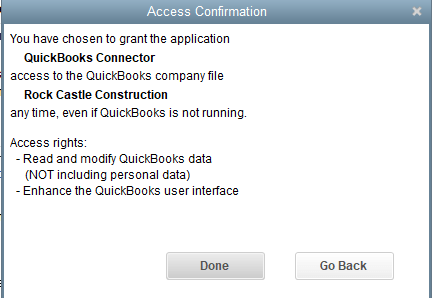 Access Confirmation
You have chosen to grant the application
QuickBooks Connector
access to the QuickBooks company file
Rock Castle Construction
any time, even if QuickBooks is not running.
Access rights:
- Read and modify QuickBooks data
(NOT including personal data)
- Enhance the QuickBooks user interface
Done
Go Back